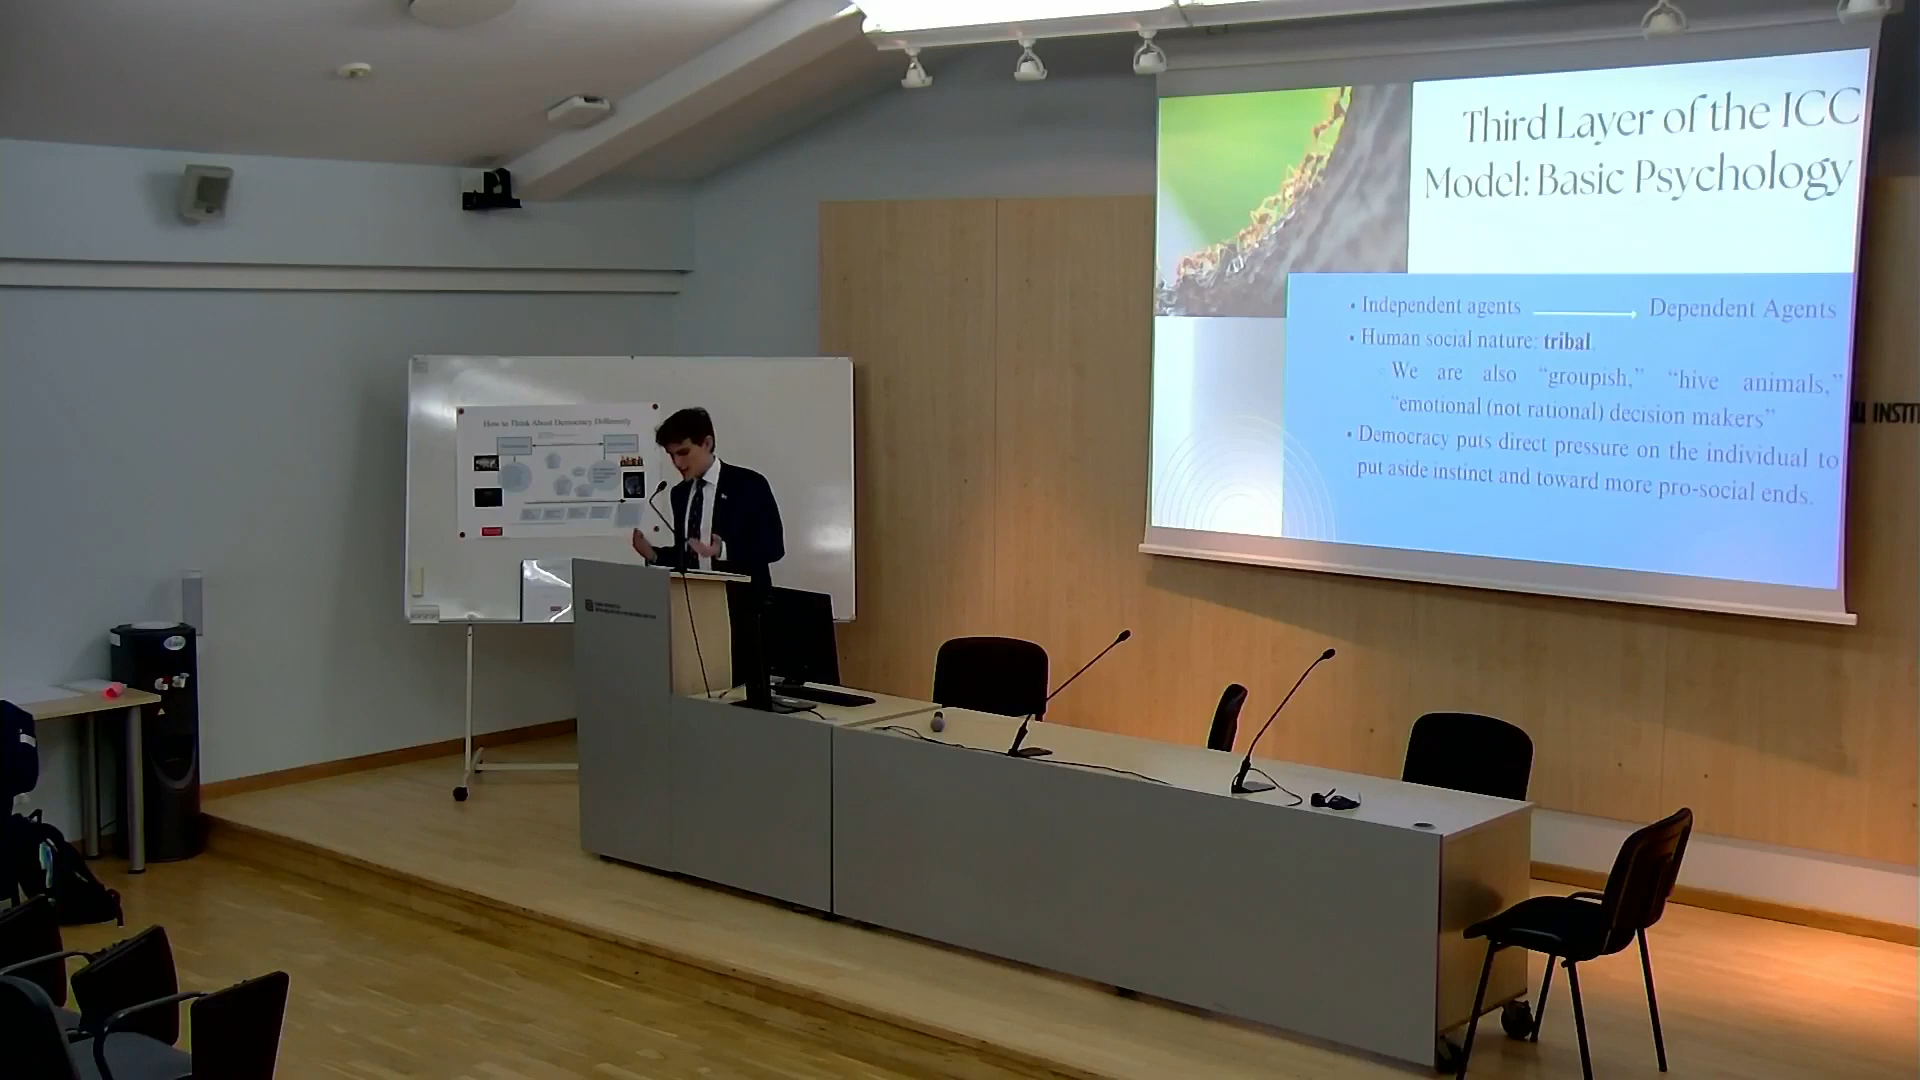 Third Layer of the ICC
Model: Basic Psychology
• Independent agents Dependent Agents
• Human social nature: tribal
We are also “groupish,” “hive animals,”
“emotional (not rational) decision makers”
• Democracy puts direct pressure on the individual to
put aside instinct and toward more pro-social ends.
How to Think About Democracy Differently
INSTI